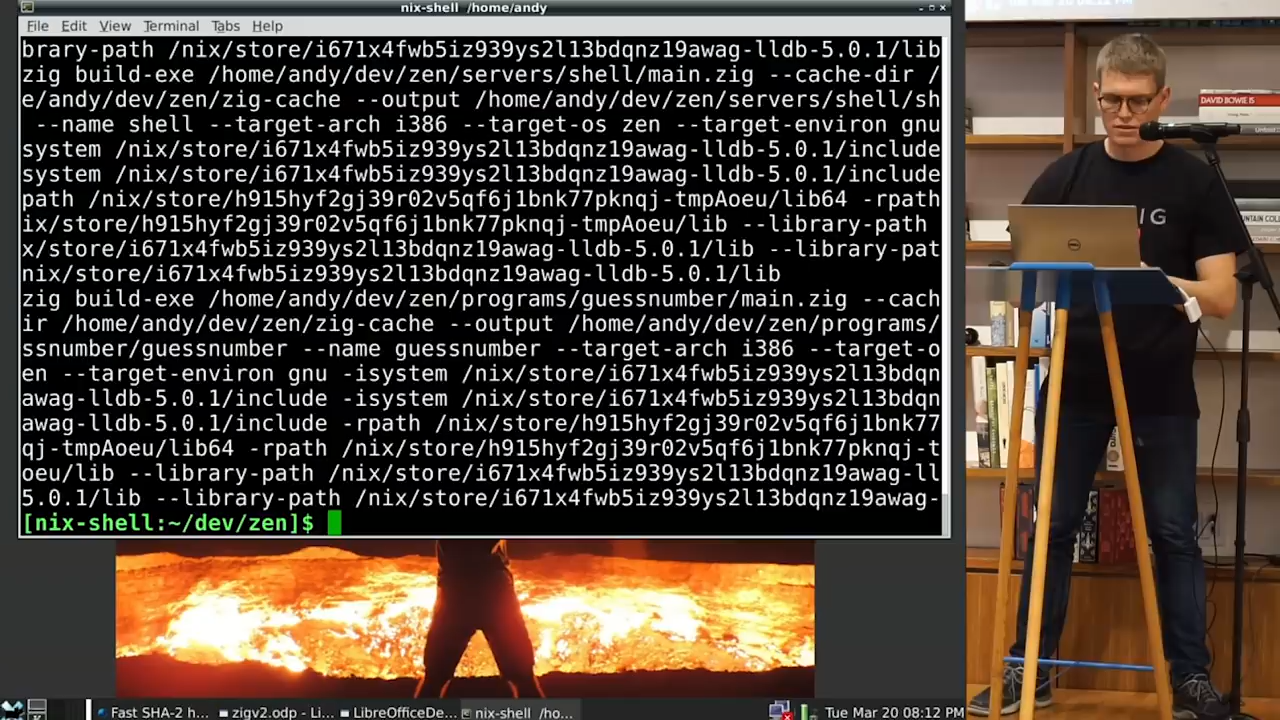 nix-shell /home/andy
File Edit View Terminal Tabs Help
brary-path /nix/store/i671x4fwb5iz939ys2l13bdqnz19awag-lldb-5.0.1/lib
zig build-exe /home/andy/dev/zen/servers/shell/main.zig --cache-dir /
e/andy/dev/zen/zig-cache --output /home/andy/dev/zen/servers/shell/sh
--name shell --target-arch i386 --target-os zen --target-environ gnu
system /nix/store/i671x4fwb5iz939ys2l13bdqnz19awag-lldb-5.0.1/include
system /nix/store/i671x4fwb5iz939ys2l13bdqnz19awag-lldb-5.0.1/include
path /nix/store/h915hyf2gj39r02v5qf6j1bnk77pknqj-tmpAoeu/lib64 -rpath
ix/store/h915hyf2gj39r02v5qf6j1bnk77pknqj-tmpAoeu/lib --library-path
x/store/i671x4fwb5iz939ys2l13bdqnz19awag-lldb-5.0.1/lib --library-pat
nix/store/i671x4fwb5iz939ys2l13bdqnz19awag-lldb-5.0.1/lib
zig build-exe /home/andy/dev/zen/programs/guessnumber/main.zig --cach
ir /home/andy/dev/zen/zig-cache --output /home/andy/dev/zen/programs/
ssnumber/guessnumber --name guessnumber --target-arch i386 --target-o
en --target-environ gnu -isystem /nix/store/i671x4fwb5iz939ys2l13bdqn
awag-lldb-5.0.1/include -isystem /nix/store/i671x4fwb5iz939ys2l13bdqn
awag-lldb-5.0.1/include -rpath /nix/store/h915hyf2gj39r02v5qf6j1bnk77
qj-tmpAoeu/lib64 -rpath /nix/store/h915hyf2gj39r02v5qf6j1bnk77pknqj-t
oeu/lib --library-path /nix/store/i671x4fwb5iz939ys2l13bdqnz19awag-ll
5.0.1/lib --library-path /nix/store/i671x4fwb5iz939ys2l13bdqnz19awag-
[nix-shell:~/dev/zen]$
Fast SHA-2 h... zigv2.odp - Li... LibreOfficeDe... nix-shell /ho... Tue Mar 20 08:12 PM
DAVID BOWIE IS
IG
DELL